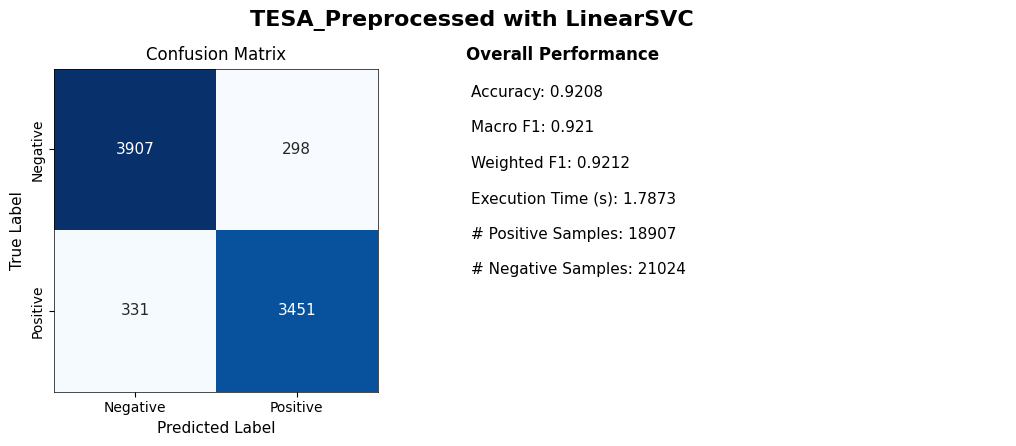 TESA_Preprocessed with LinearSVC
Confusion Matrix
True Label
Negative
Positive
3907 298
331 3451
Negative Positive
Predicted Label
Overall Performance
Accuracy: 0.9208
Macro F1: 0.921
Weighted F1: 0.9212
Execution Time (s): 1.7873
# Positive Samples: 18907
# Negative Samples: 21024